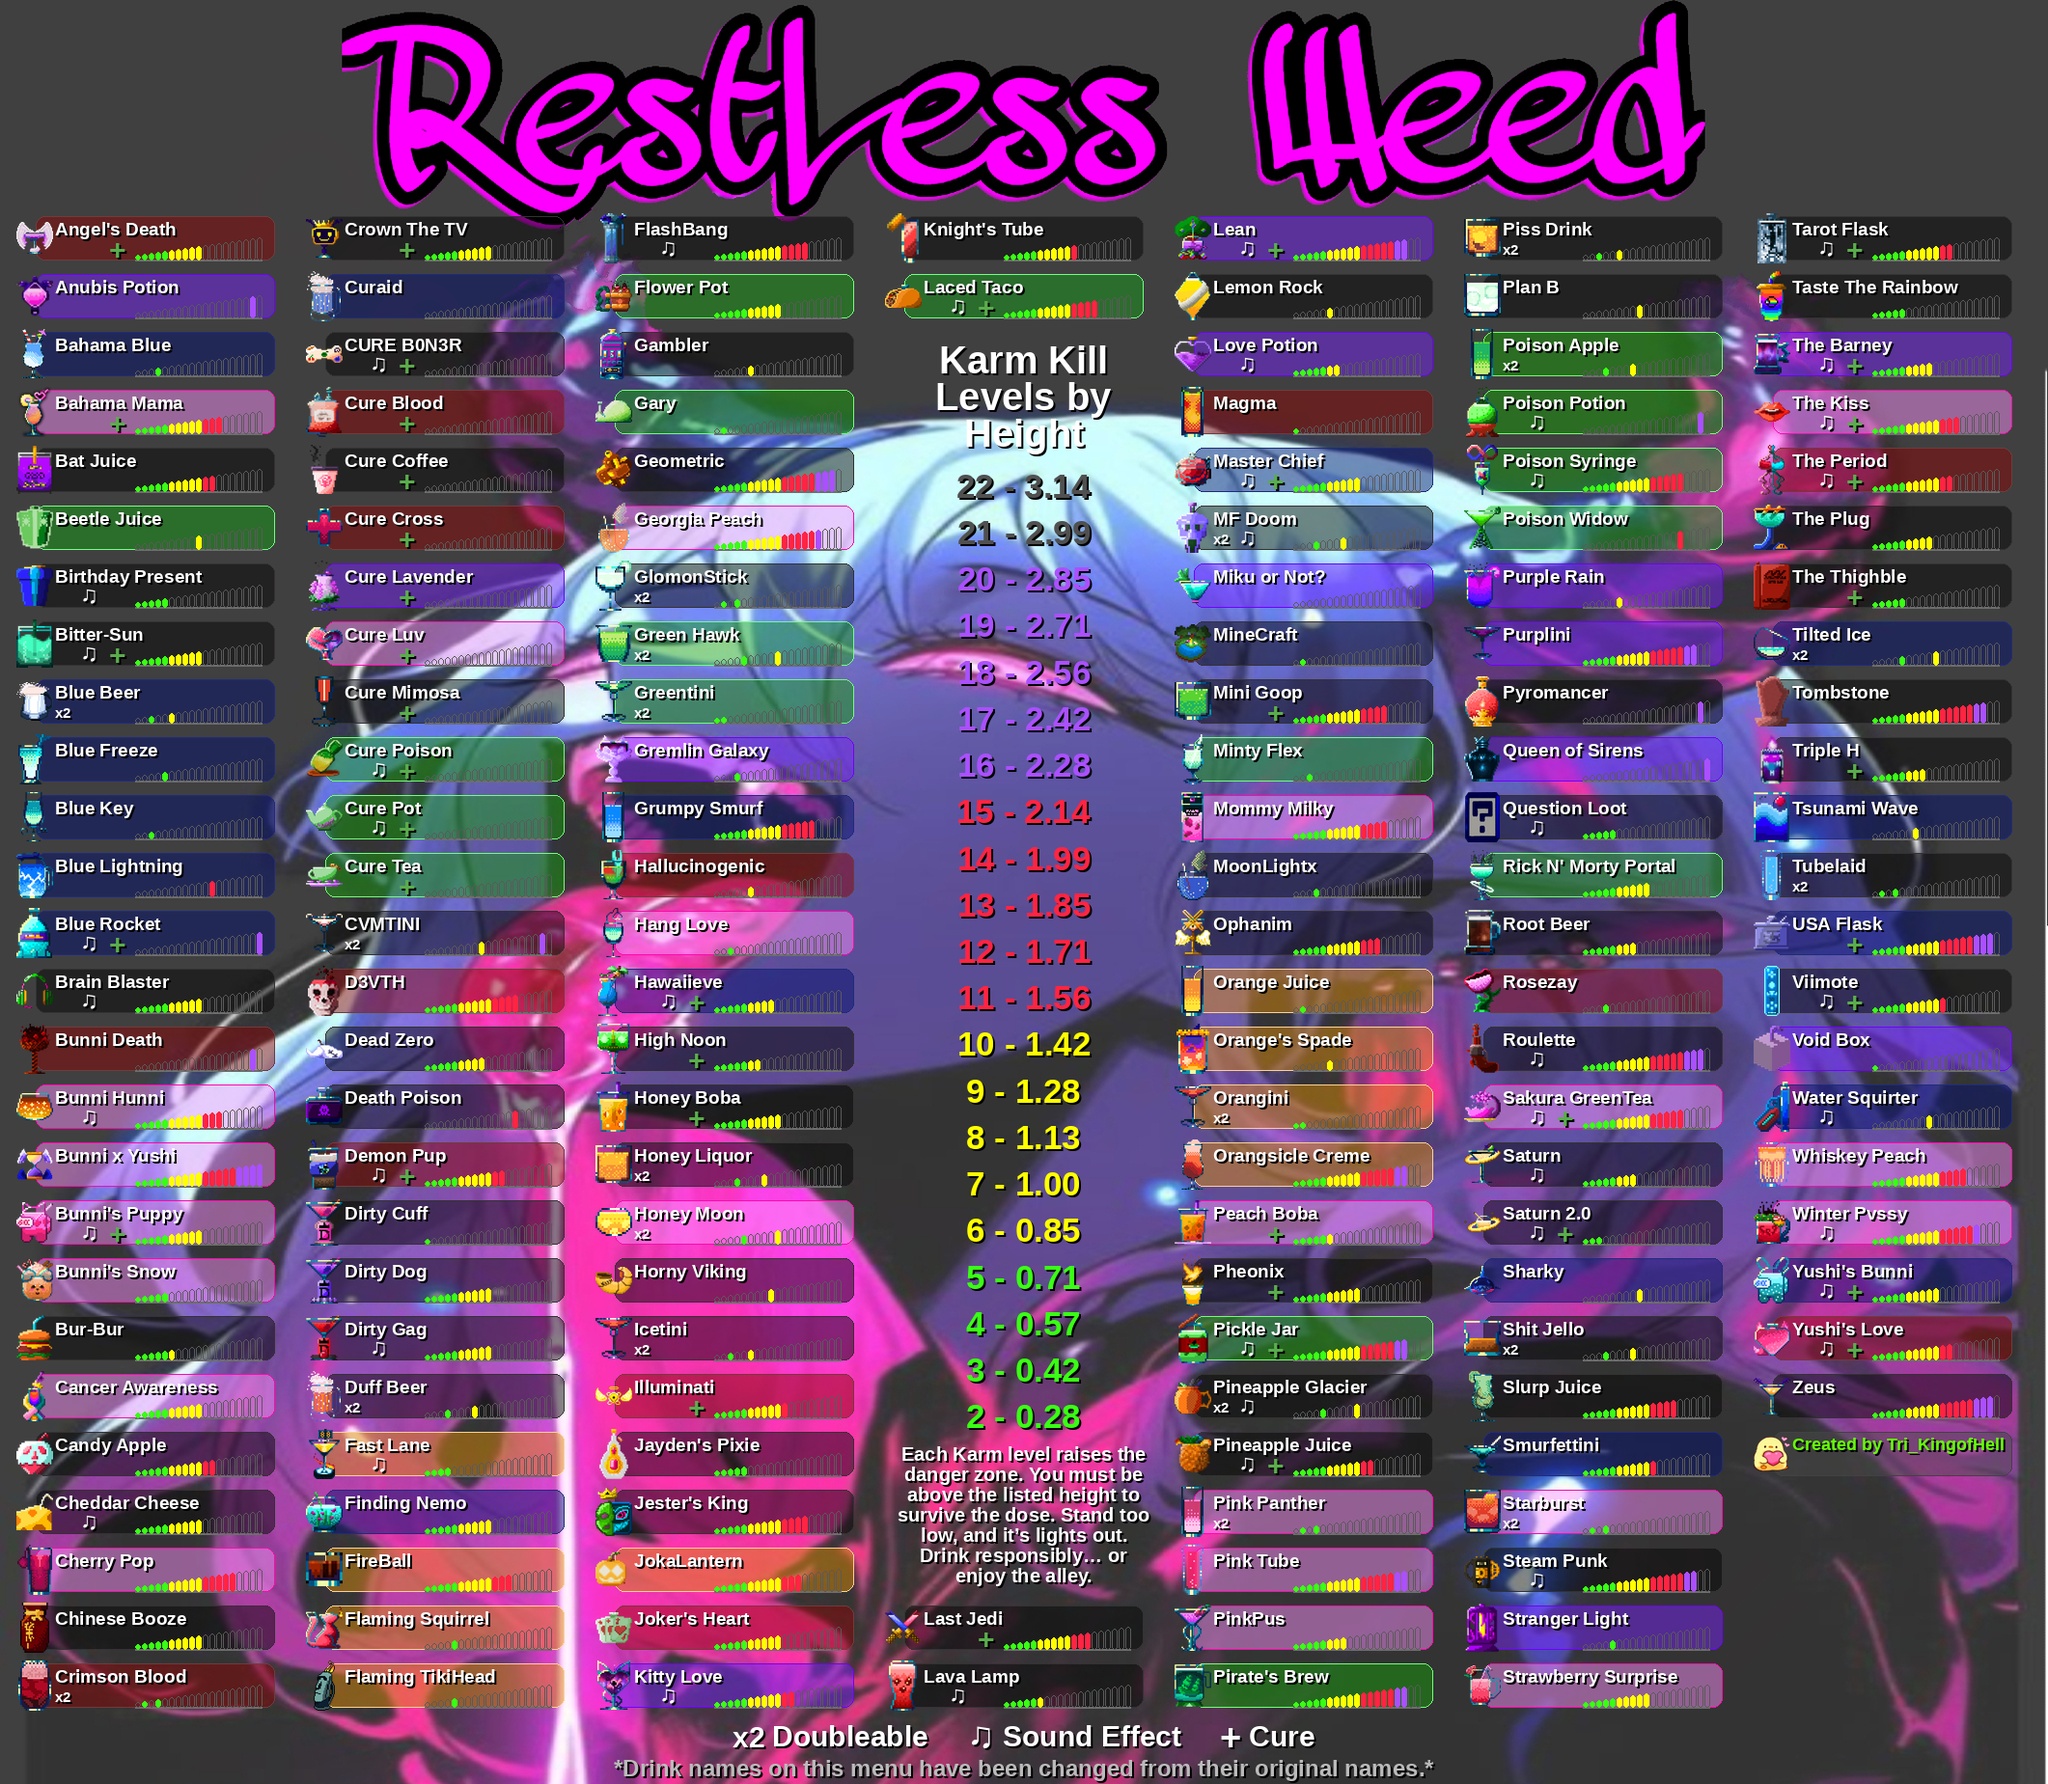 Restless Weed
Angel's Death
+
Anubis Potion
Bahama Blue
Bahama Mama
+
Bat Juice
Beetle Juice
Birthday Present
♫
Bitter-Sun
♫ +
Blue Beer
x2
Blue Freeze
Blue Key
Blue Lightning
Blue Rocket
♫ +
Brain Blaster
♫
Bunni Death
Bunni Hunni
♫
Bunni x Yushi
Bunni's Puppy
♫ +
Bunni's Snow
Bur-Bur
Cancer Awareness
Candy Apple
Cheddar Cheese
♫
Cherry Pop
Chinese Booze
Crimson Blood
x2
Crown The TV
+
Curaid
CURE B0N3R
♫ +
Cure Blood
+
Cure Coffee
+
Cure Cross
+
Cure Lavender
+
Cure Luv
+
Cure Mimosa
+
Cure Poison
♫ +
Cure Pot
♫ +
Cure Tea
+
CVMTINI
x2
D3VTH
Dead Zero
Death Poison
Demon Pup
♫ +
Dirty Cuff
Dirty Dog
Dirty Gag
♫
Duff Beer
x2
Fast Lane
♫
Finding Nemo
FireBall
Flaming Squirrel
Flaming TikiHead
FlashBang
♫
Flower Pot
Gambler
Gary
Geometric
Georgia Peach
GlomonStick
x2
Green Hawk
x2
Greentini
x2
Gremlin Galaxy
Grumpy Smurf
Hallucinogenic
Hang Love
Hawaiieve
♫ +
High Noon
+
Honey Boba
+
Honey Liquor
x2
Honey Moon
x2
Horny Viking
Icetini
x2
Illuminati
+
Jayden's Pixie
Jester's King
JokaLantern
Joker's Heart
Kitty Love
♫
Knight's Tube
Laced Taco
♫ +
Karm Kill
Levels by
Height
22 - 3.14
21 - 2.99
20 - 2.85
19 - 2.71
18 - 2.56
17 - 2.42
16 - 2.28
15 - 2.14
14 - 1.99
13 - 1.85
12 - 1.71
11 - 1.56
10 - 1.42
9 - 1.28
8 - 1.13
7 - 1.00
6 - 0.85
5 - 0.71
4 - 0.57
3 - 0.42
2 - 0.28
Each Karm level raises the
danger zone. You must be
above the listed height to
survive the dose. Stand too
low, and it's lights out.
Drink responsibly… or
enjoy the alley.
Last Jedi
+
Lava Lamp
♫
Lean
♫ +
Lemon Rock
Love Potion
♫
Magma
Master Chief
♫ +
MF Doom
x2 ♫
Miku or Not?
MineCraft
Mini Goop
+
Minty Flex
Mommy Milky
MoonLightx
Ophanim
Orange Juice
Orange's Spade
Orangini
x2
Orangsicle Creme
Peach Boba
+
Pheonix
+
Pickle Jar
♫ +
Pineapple Glacier
x2 ♫
Pineapple Juice
♫ +
Pink Panther
x2
Pink Tube
PinkPus
Pirate's Brew
Piss Drink
x2
Plan B
Poison Apple
x2
Poison Potion
♫
Poison Syringe
♫
Poison Widow
Purple Rain
Purplini
Pyromancer
Queen of Sirens
Question Loot
♫
Rick N' Morty Portal
Root Beer
Rosezay
Roulette
♫
Sakura GreenTea
♫ +
Saturn
♫
Saturn 2.0
♫ +
Sharky
Shit Jello
x2
Slurp Juice
Smurfettini
Starburst
x2
Steam Punk
♫
Stranger Light
Strawberry Surprise
Tarot Flask
♫ +
Taste The Rainbow
The Barney
♫ +
The Kiss
♫ +
The Period
♫ +
The Plug
The Thighble
+
Tilted Ice
x2
Tombstone
Triple H
+
Tsunami Wave
Tubelaid
x2
USA Flask
+
Viimote
♫ +
Void Box
Water Squirter
♫
Whiskey Peach
Winter Pvssy
♫
Yushi's Bunni
♫ +
Yushi's Love
♫ +
Zeus
Created by Tri_KingofHell
x2 Doubleable ♫ Sound Effect + Cure
*Drink names on this menu have been changed from their original names.*